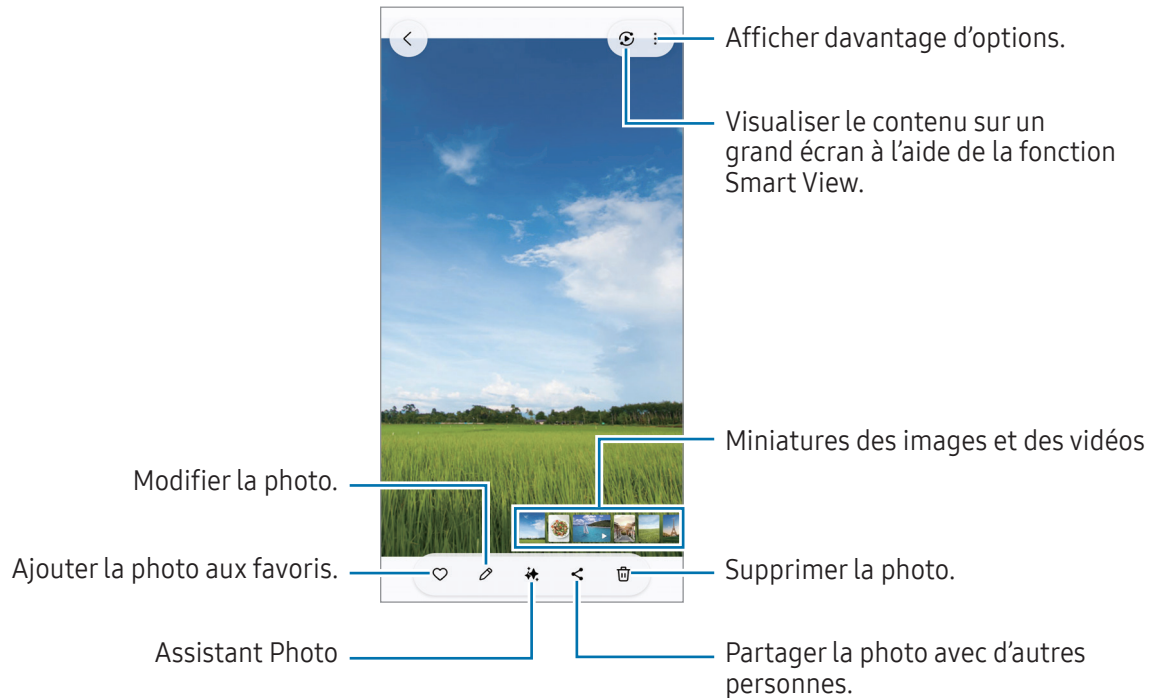 Afficher davantage d’options.
Visualiser le contenu sur un
grand écran à l’aide de la fonction
Smart View.
Miniatures des images et des vidéos
Modifier la photo.
Ajouter la photo aux favoris.
Supprimer la photo.
Assistant Photo
Partager la photo avec d’autres
personnes.